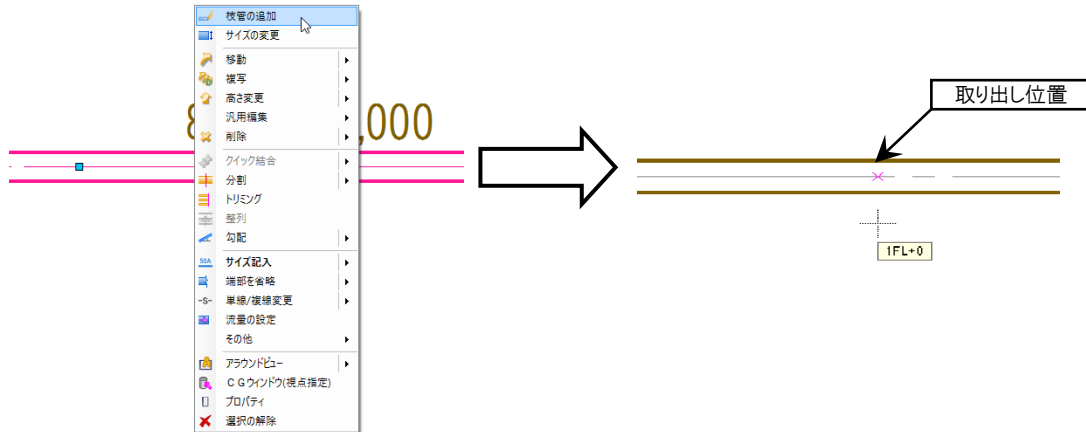 枝管の追加
サイズの変更
移動
複写
高さ変更
汎用編集
削除
クイック結合
分割
トリミング
整列
勾配
50A サイズ記入
端部を省略
-S- 単線/複線変更
流量の設定
その他
アラウンドビュー
CGウィンドウ(視点指定)
プロパティ
選択の解除
,000
取り出し位置
1FL+0